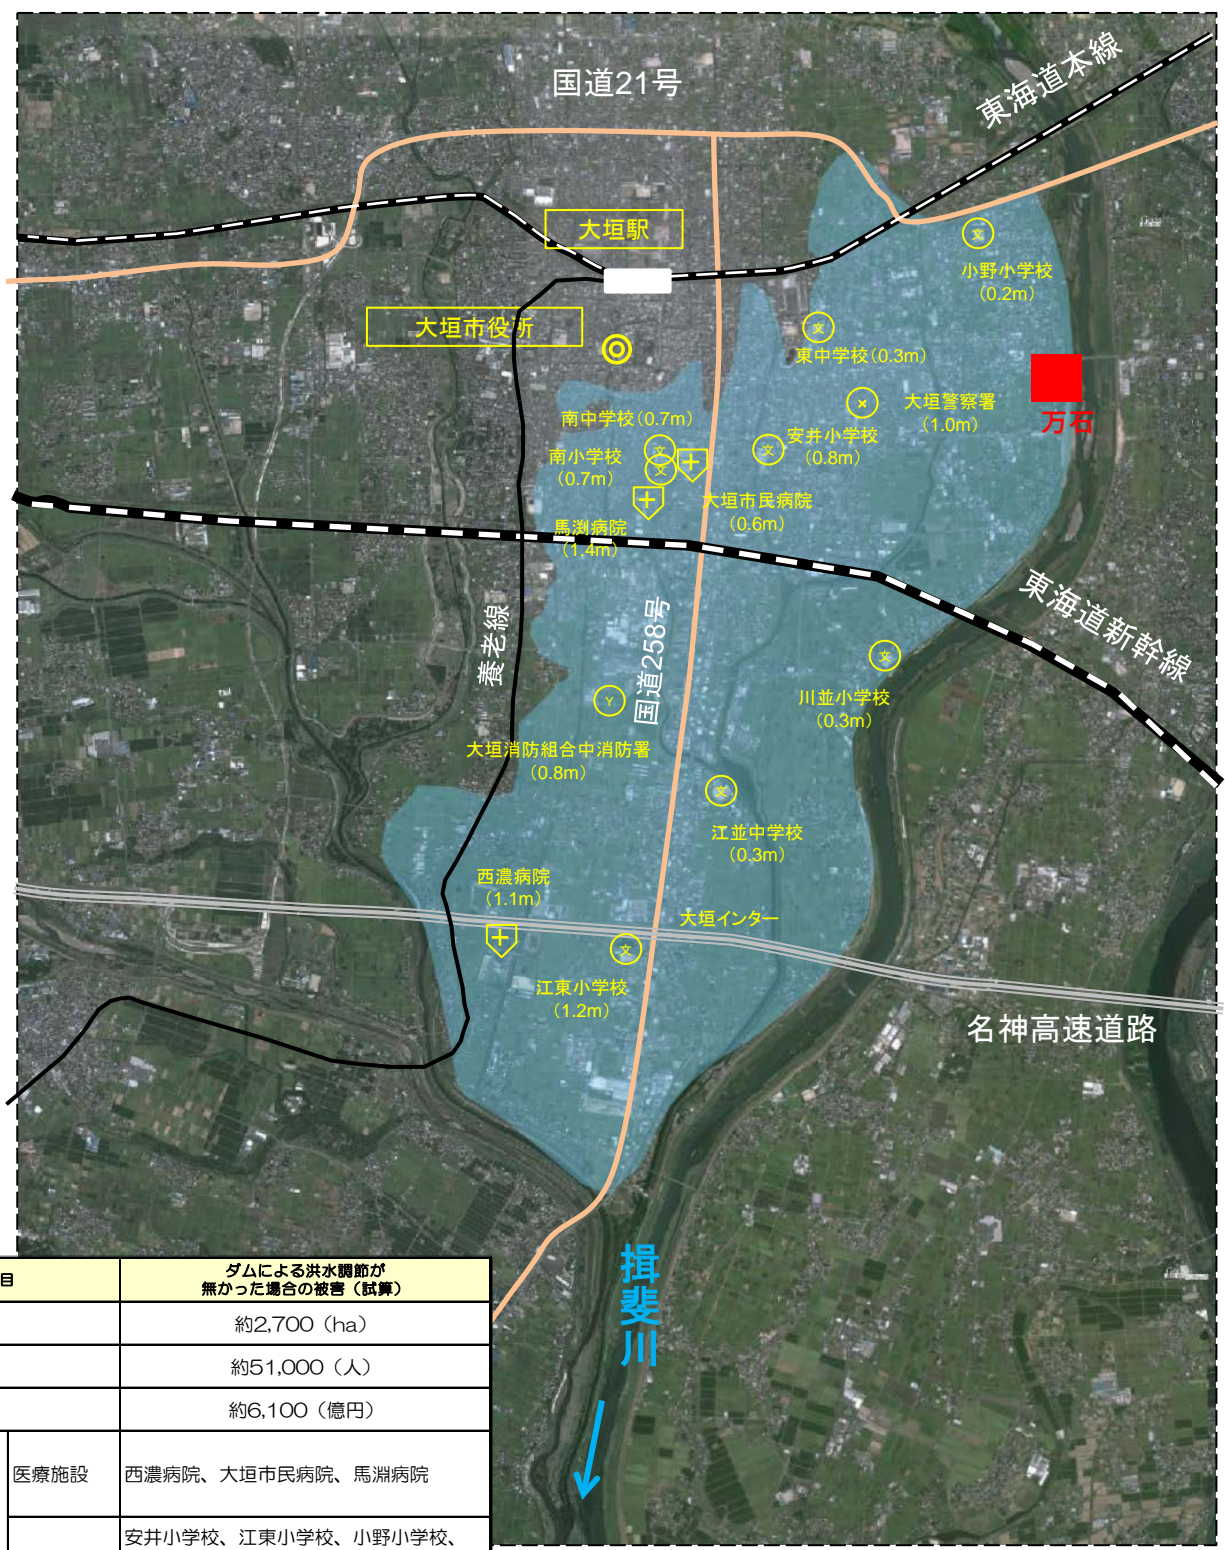 国道21号
東海道本線
大垣駅
文
小野小学校
(0.2m)
大垣市役所
文
東中学校(0.3m)
万石
大垣警察署
(1.0m)
南中学校(0.7m)
文
安井小学校
(0.8m)
文
南小学校
(0.7m)
文
大垣市民病院
(0.6m)
馬渕病院
(1.4m)
東海道新幹線
養老線
国道258号
文
川並小学校
(0.3m)
Y
大垣消防組合中消防署
(0.8m)
文
江並中学校
(0.3m)
西濃病院
(1.1m)
大垣インター
文
江東小学校
(1.2m)
名神高速道路
揖斐川
目
ダムによる洪水調節が
無かった場合の被害（試算）
約2,700（ha）
約51,000（人）
約6,100（億円）
医療施設
西濃病院、大垣市民病院、馬淵病院
安井小学校、江東小学校、小野小学校、